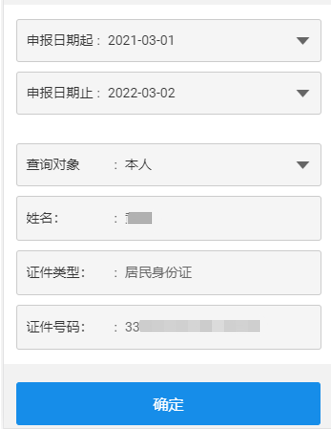 申报日期起： 2021-03-01
申报日期止： 2022-03-02
查询对象 ： 本人
姓名： ：
证件类型： ： 居民身份证
证件号码： ： 33
确定